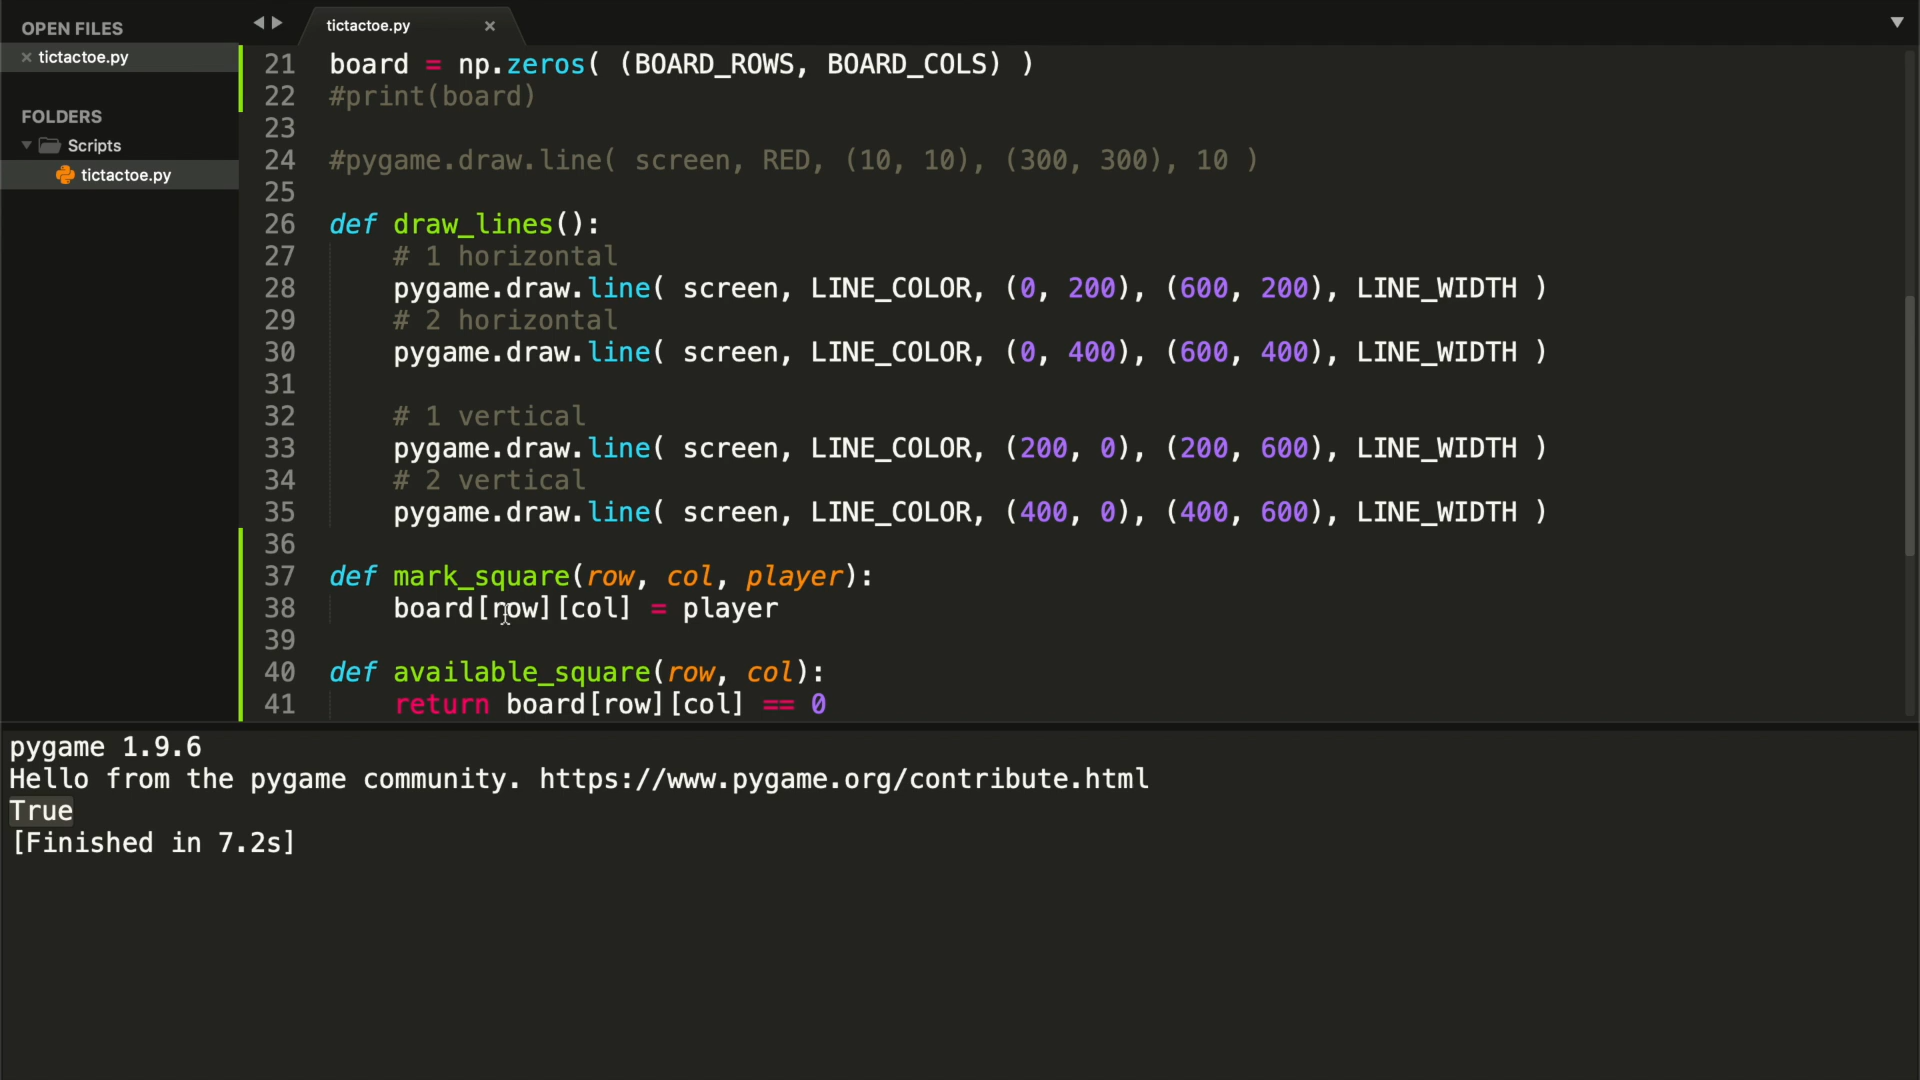 OPEN FILES
tictactoe.py
FOLDERS
Scripts
tictactoe.py
tictactoe.py
21 board = np.zeros( (BOARD_ROWS, BOARD_COLS) )
22 #print(board)
23
24 #pygame.draw.line( screen, RED, (10, 10), (300, 300), 10 )
25
26 def draw_lines():
27     # 1 horizontal
28     pygame.draw.line( screen, LINE_COLOR, (0, 200), (600, 200), LINE_WIDTH )
29     # 2 horizontal
30     pygame.draw.line( screen, LINE_COLOR, (0, 400), (600, 400), LINE_WIDTH )
31
32     # 1 vertical
33     pygame.draw.line( screen, LINE_COLOR, (200, 0), (200, 600), LINE_WIDTH )
34     # 2 vertical
35     pygame.draw.line( screen, LINE_COLOR, (400, 0), (400, 600), LINE_WIDTH )
36
37 def mark_square(row, col, player):
38     board[row][col] = player
39
40 def available_square(row, col):
41     return board[row][col] == 0
pygame 1.9.6
Hello from the pygame community. https://www.pygame.org/contribute.html
True
[Finished in 7.2s]